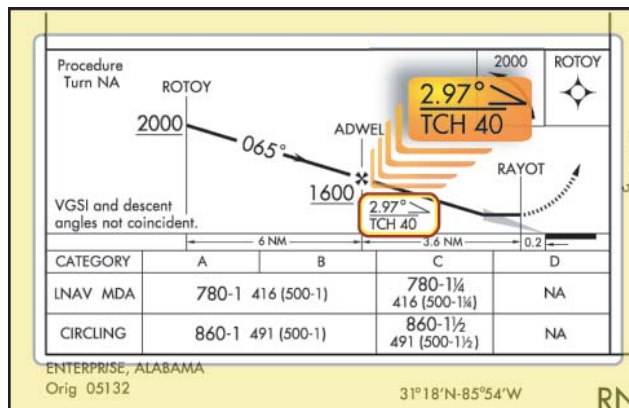 Procedure
Turn NA
ROTOY
2000
065°
ADWEL
1600
2.97°
TCH 40
2000
ROTOY
RAYOT
VGSI and descent
angles not coincident.
2.97°
TCH 40
6 NM
3.6 NM
0.2
CATEGORY A B C D
LNAV MDA 780-1 416 (500-1) 780-1¼ 416 (500-1¼) NA
CIRCLING 860-1 491 (500-1) 860-1½ 491 (500-1½) NA
ENTERPRISE, ALABAMA
Orig 05132
31°18'N-85°54'W
RN